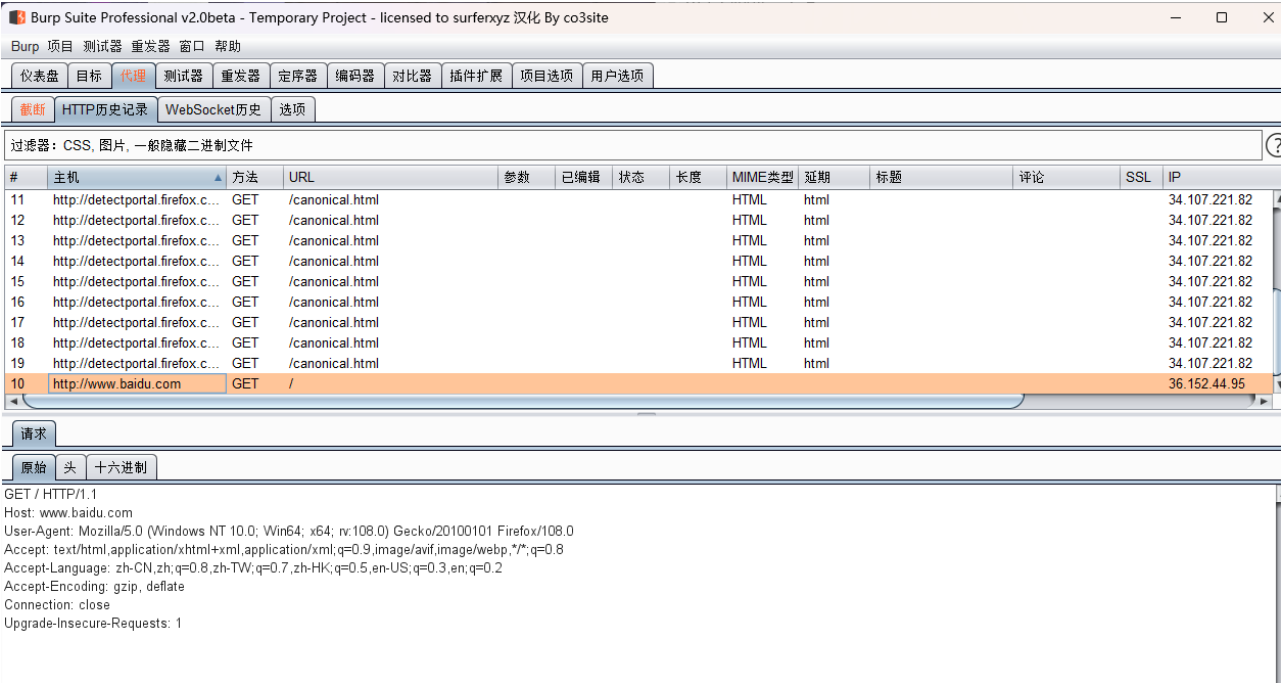 Burp Suite Professional v2.0beta - Temporary Project - licensed to surferxyz 汉化 By co3site
Burp 项目 测试器 重发器 窗口 帮助
仪表盘 目标 代理 测试器 重发器 定序器 编码器 对比器 插件扩展 项目选项 用户选项
截断 HTTP历史记录 WebSocket历史 选项
过滤器：CSS, 图片, 一般隐藏二进制文件 ?
# 主机 方法 URL 参数 已编辑 状态 长度 MIME类型 延期 标题 评论 SSL IP
11 http://detectportal.firefox.c... GET /canonical.html HTML html 34.107.221.82
12 http://detectportal.firefox.c... GET /canonical.html HTML html 34.107.221.82
13 http://detectportal.firefox.c... GET /canonical.html HTML html 34.107.221.82
14 http://detectportal.firefox.c... GET /canonical.html HTML html 34.107.221.82
15 http://detectportal.firefox.c... GET /canonical.html HTML html 34.107.221.82
16 http://detectportal.firefox.c... GET /canonical.html HTML html 34.107.221.82
17 http://detectportal.firefox.c... GET /canonical.html HTML html 34.107.221.82
18 http://detectportal.firefox.c... GET /canonical.html HTML html 34.107.221.82
19 http://detectportal.firefox.c... GET /canonical.html HTML html 34.107.221.82
10 http://www.baidu.com GET / 36.152.44.95
请求
原始 头 十六进制
GET / HTTP/1.1
Host: www.baidu.com
User-Agent: Mozilla/5.0 (Windows NT 10.0; Win64; x64; rv:108.0) Gecko/20100101 Firefox/108.0
Accept: text/html,application/xhtml+xml,application/xml;q=0.9,image/avif,image/webp,*/*;q=0.8
Accept-Language: zh-CN,zh;q=0.8,zh-TW;q=0.7,zh-HK;q=0.5,en-US;q=0.3,en;q=0.2
Accept-Encoding: gzip, deflate
Connection: close
Upgrade-Insecure-Requests: 1